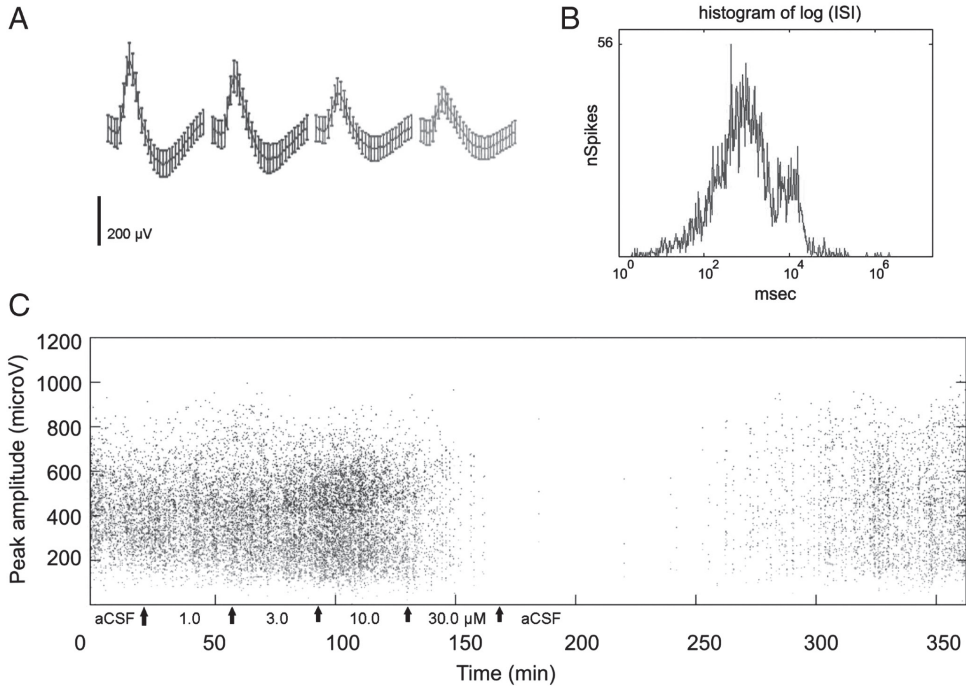 A
200 µV
B
histogram of log (ISI)
56
nSpikes
10^0 10^2 10^4 10^6
msec
C
Peak amplitude (microV)
1200
1000
800
600
400
200
aCSF 1.0 3.0 10.0 30.0 µM aCSF
0 50 100 150 200 250 300 350
Time (min)